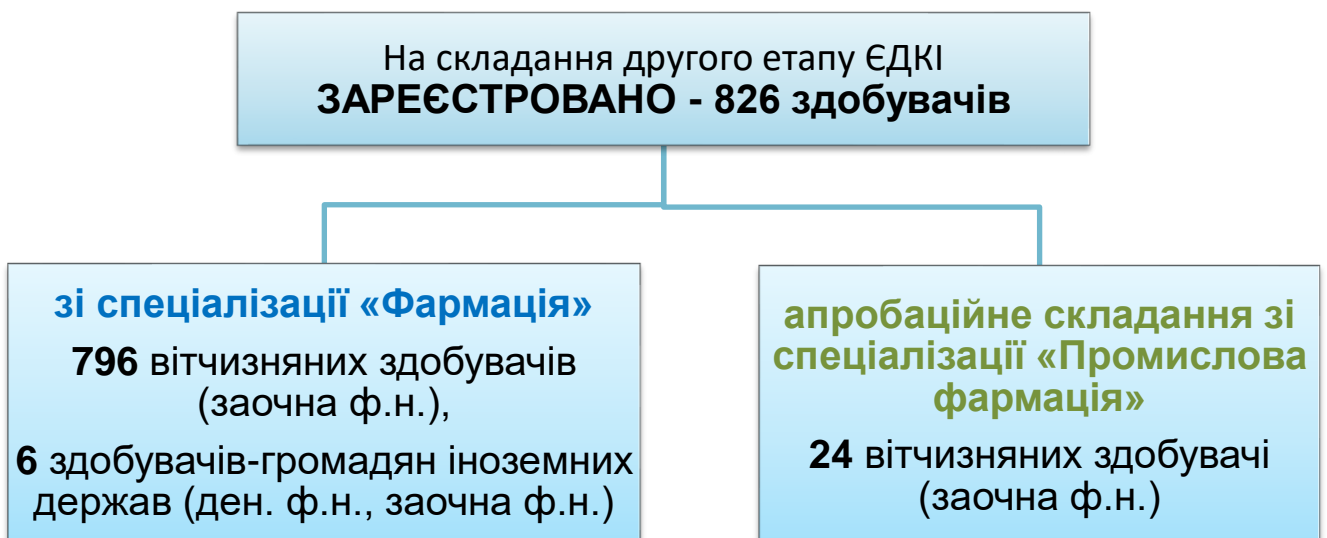 На складання другого етапу ЄДКІ
ЗАРЕЄСТРОВАНО - 826 здобувачів
зі спеціалізації «Фармація»
796 вітчизняних здобувачів
(заочна ф.н.),
6 здобувачів-громадян іноземних
держав (ден. ф.н., заочна ф.н.)
апробаційне складання зі
спеціалізації «Промислова
фармація»
24 вітчизняних здобувачі
(заочна ф.н.)